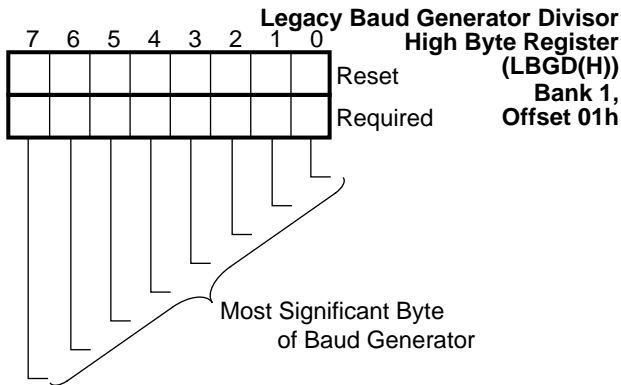 Legacy Baud Generator Divisor
High Byte Register
(LBGD(H))
Bank 1,
Offset 01h
7 6 5 4 3 2 1 0
Reset
Required
Most Significant Byte
of Baud Generator